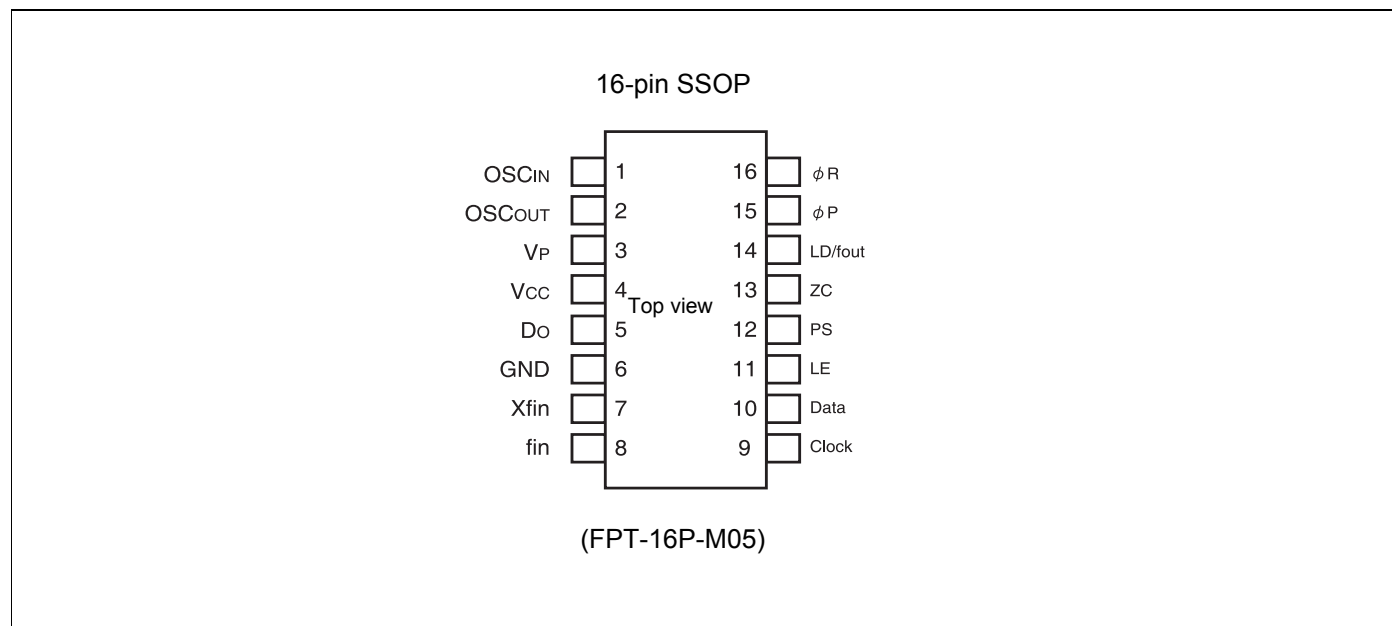 16-pin SSOP
OSCIN 1 16 φR
OSCOUT 2 15 φP
VP 3 14 LD/fout
VCC 4 13 ZC
Top view
DO 5 12 PS
GND 6 11 LE
Xfin 7 10 Data
fin 8 9 Clock
(FPT-16P-M05)